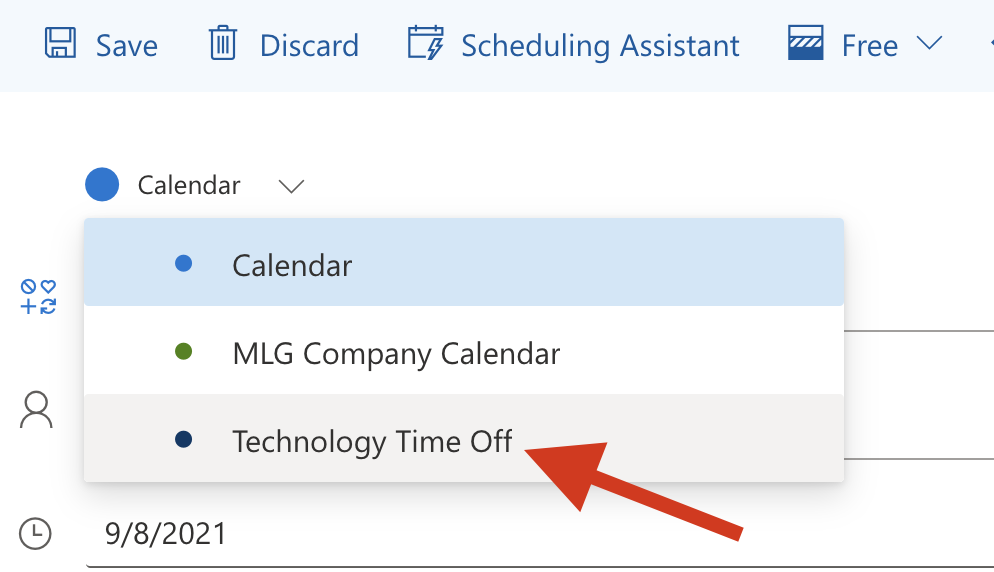 Save Discard Scheduling Assistant Free
Calendar
Calendar
MLG Company Calendar
Technology Time Off
9/8/2021